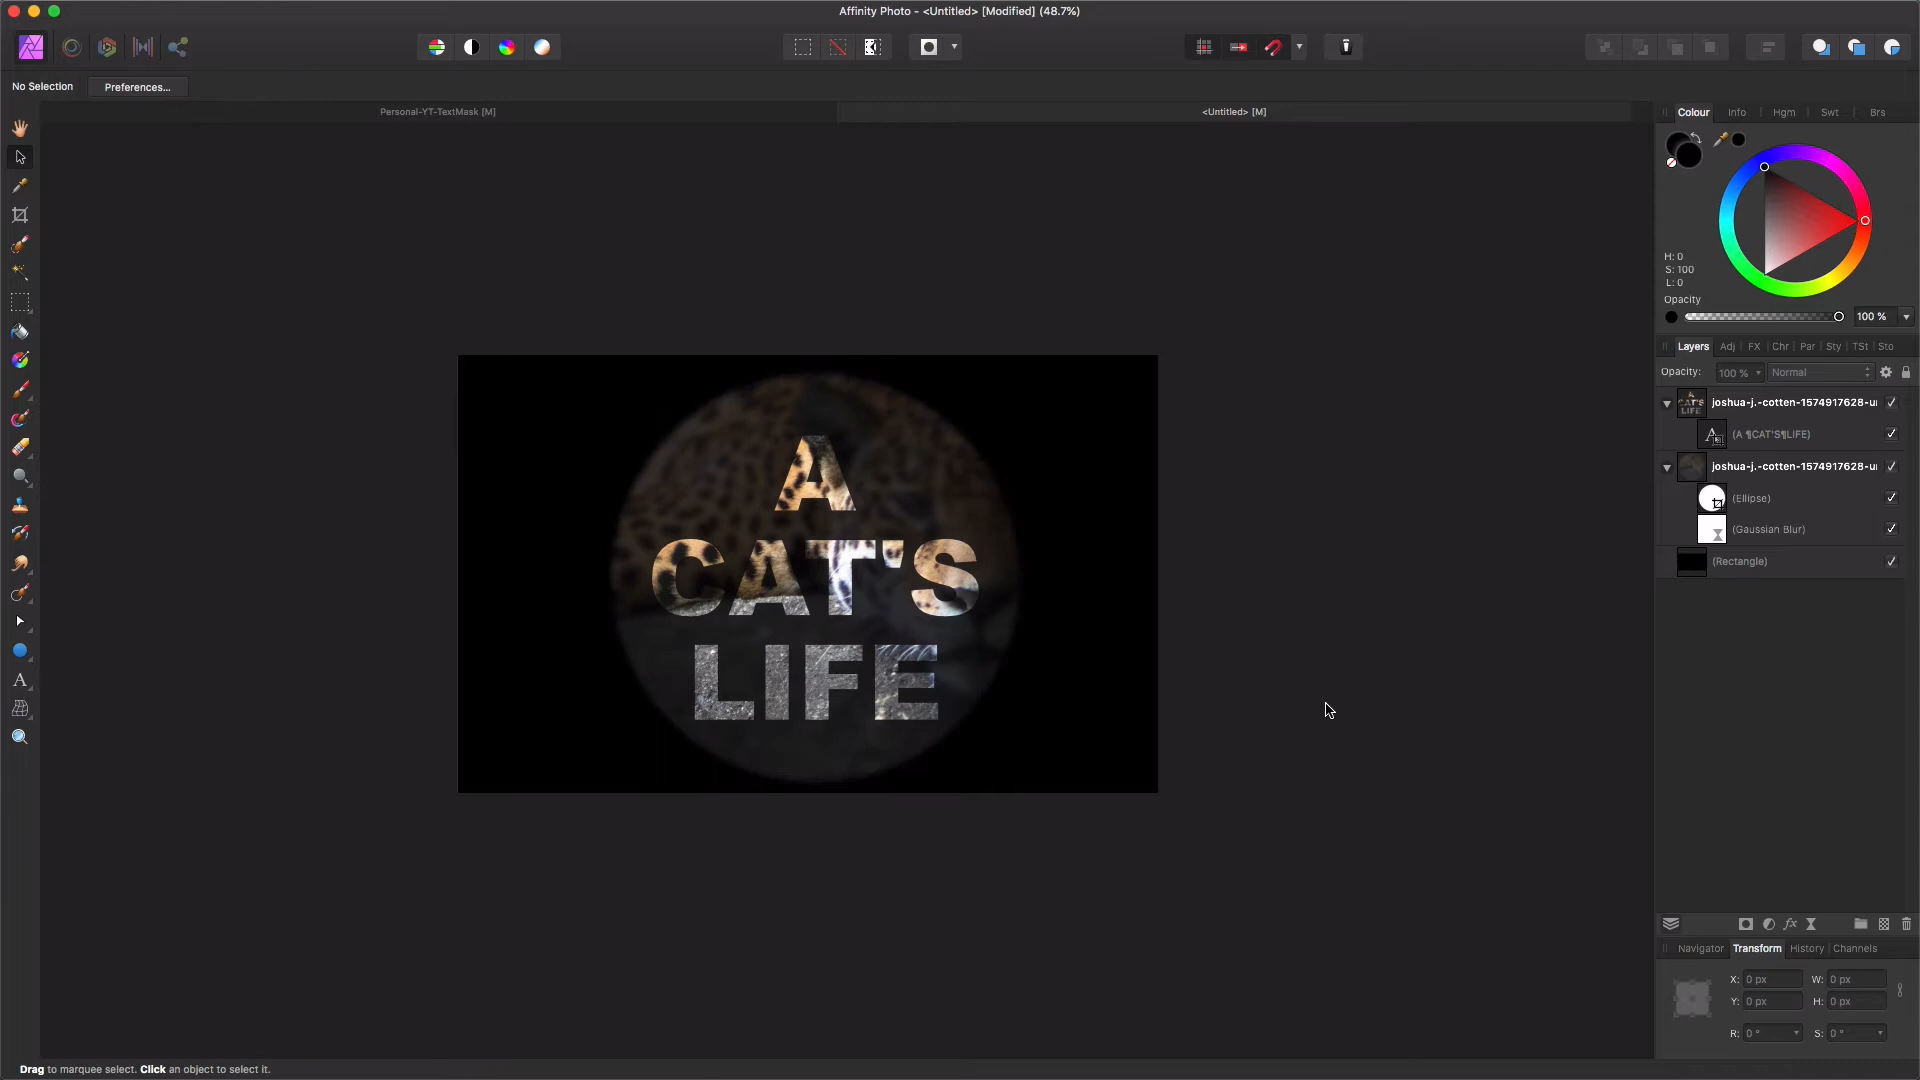 Affinity Photo - <Untitled> [Modified] (48.7%)
No Selection
Preferences...
Personal-YT-TextMask [M]
<Untitled> [M]
A
CAT'S
LIFE
Colour
Info
Hgm
Swt
Brs
H: 0
S: 100
L: 0
Opacity
100 %
Layers
Adj
FX
Chr
Par
Sty
TSt
Sto
Opacity:
100 %
Normal
joshua-j.-cotten-1574917628-u
(A ¶CAT'S¶LIFE)
joshua-j.-cotten-1574917628-u
(Ellipse)
(Gaussian Blur)
(Rectangle)
Navigator
Transform
History
Channels
X: 0 px W: 0 px
Y: 0 px H: 0 px
R: 0 ° S: 0 °
Drag to marquee select. Click an object to select it.